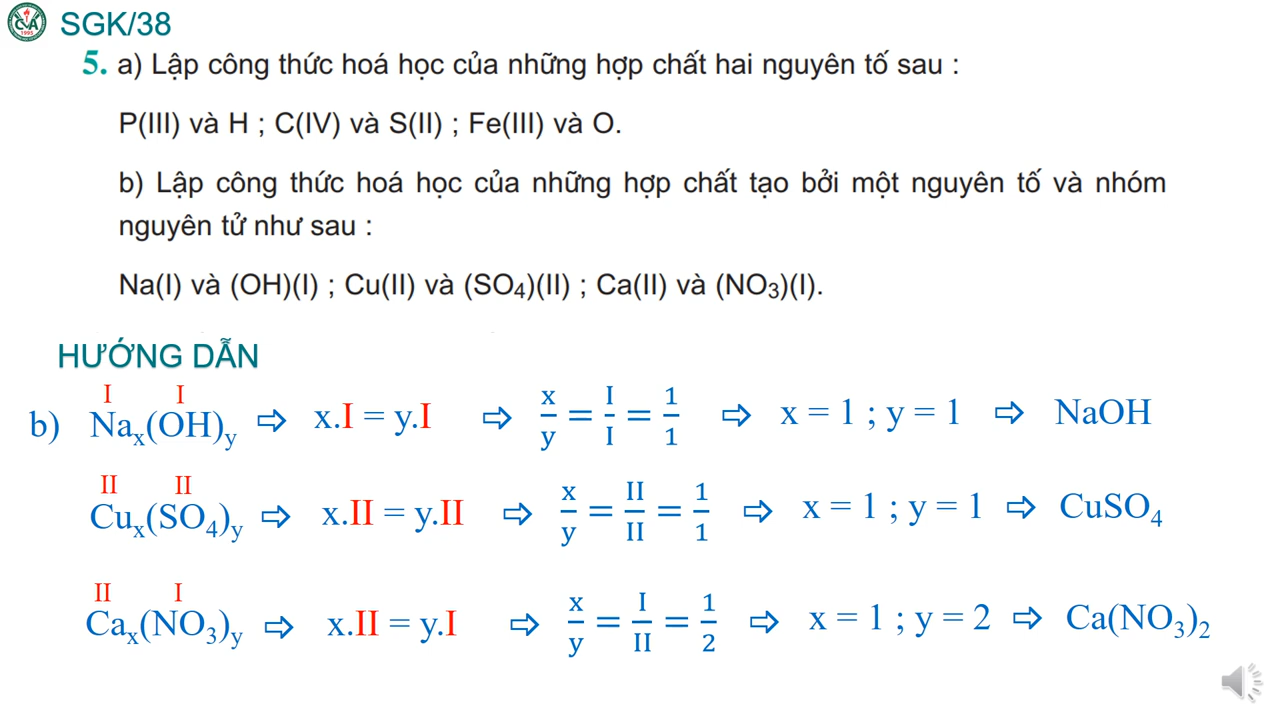 CVA
1995
SGK/38
5. a) Lập công thức hoá học của những hợp chất hai nguyên tố sau :
P(III) và H ; C(IV) và S(II) ; Fe(III) và O.
b) Lập công thức hoá học của những hợp chất tạo bởi một nguyên tố và nhóm
nguyên tử như sau :
Na(I) và (OH)(I) ; Cu(II) và (SO₄)(II) ; Ca(II) và (NO₃)(I).
HƯỚNG DẪN
I I
b) Naₓ(OH)y ⇨ x.I = y.I ⇨ x/y = I/I = 1/1 ⇨ x = 1 ; y = 1 ⇨ NaOH
II II
Cuₓ(SO₄)y ⇨ x.II = y.II ⇨ x/y = II/II = 1/1 ⇨ x = 1 ; y = 1 ⇨ CuSO₄
II I
Caₓ(NO₃)y ⇨ x.II = y.I ⇨ x/y = I/II = 1/2 ⇨ x = 1 ; y = 2 ⇨ Ca(NO₃)₂